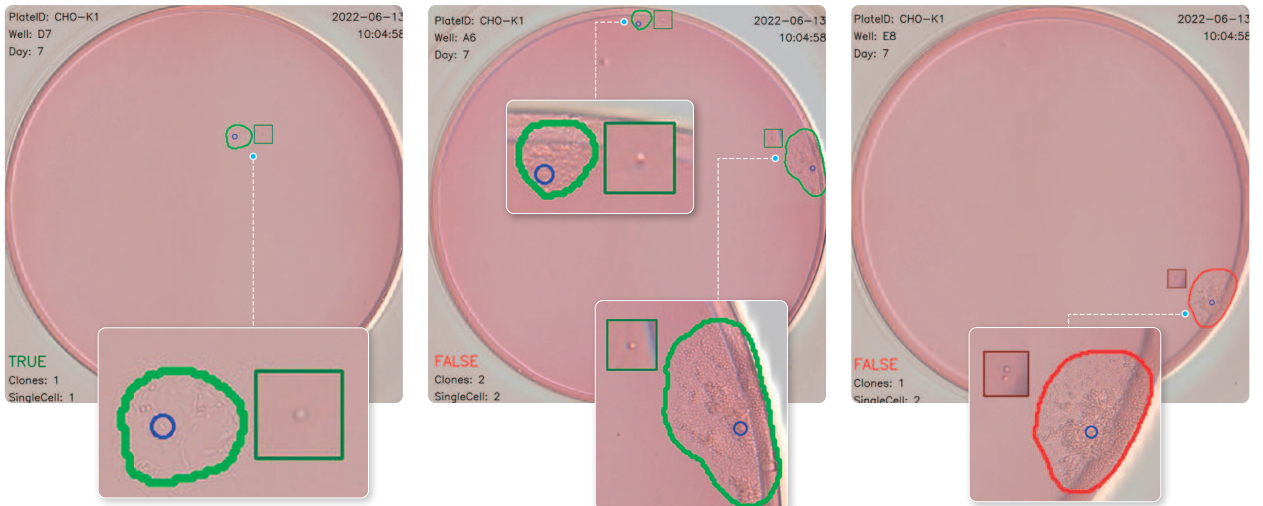 PlateID: CHO-K1
2022-06-13
Well: D7
10:04:58
Day: 7
TRUE
Clones: 1
SingleCell: 1
PlateID: CHO-K1
2022-06-13
Well: A6
10:04:58
Day: 7
FALSE
Clones: 2
SingleCell: 2
PlateID: CHO-K1
2022-06-13
Well: E8
10:04:58
Day: 7
FALSE
Clones: 1
SingleCell: 2